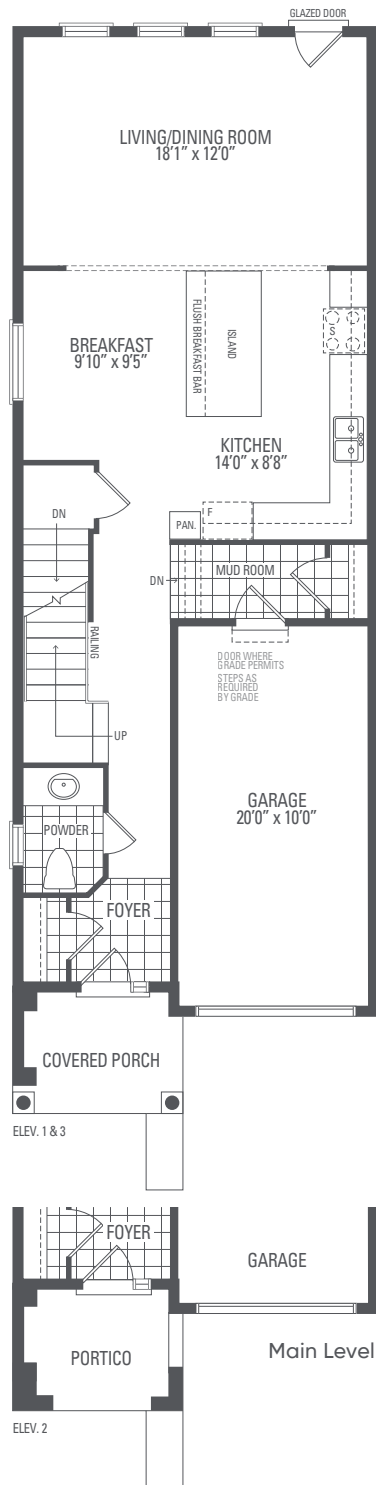 GLAZED DOOR
LIVING/DINING ROOM
18'1" x 12'0"
FLUSH BREAKFAST BAR
ISLAND
S
BREAKFAST
9'10" x 9'5"
KITCHEN
14'0" x 8'8"
DN
PAN.
F
DN
MUD ROOM
RAILING
DOOR WHERE
GRADE PERMITS
STEPS AS
REQUIRED
BY GRADE
UP
GARAGE
20'0" x 10'0"
POWDER
FOYER
COVERED PORCH
ELEV. 1 & 3
FOYER
GARAGE
PORTICO
Main Level
ELEV. 2